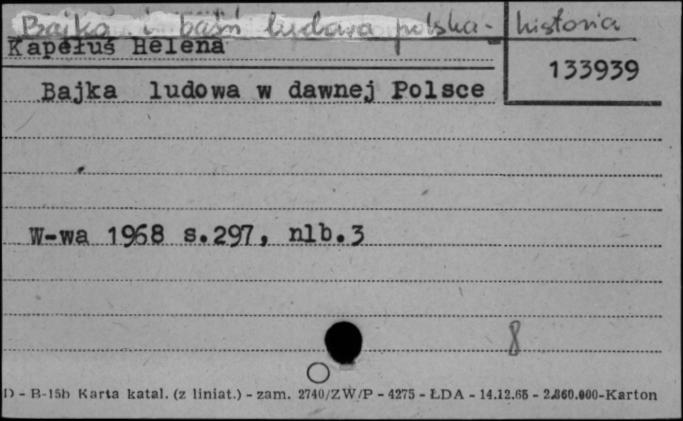 Bajka i baśń ludowa polska - historia
Kapełuś Helena
133939
Bajka ludowa w dawnej Polsce
W-wa 1968 s.297, nlb.3
8
D - B-15b Karta katal. (z liniat.) - zam. 2740/ZW/P - 4275 - ŁDA - 14.12.65 - 2.860.000-Karton